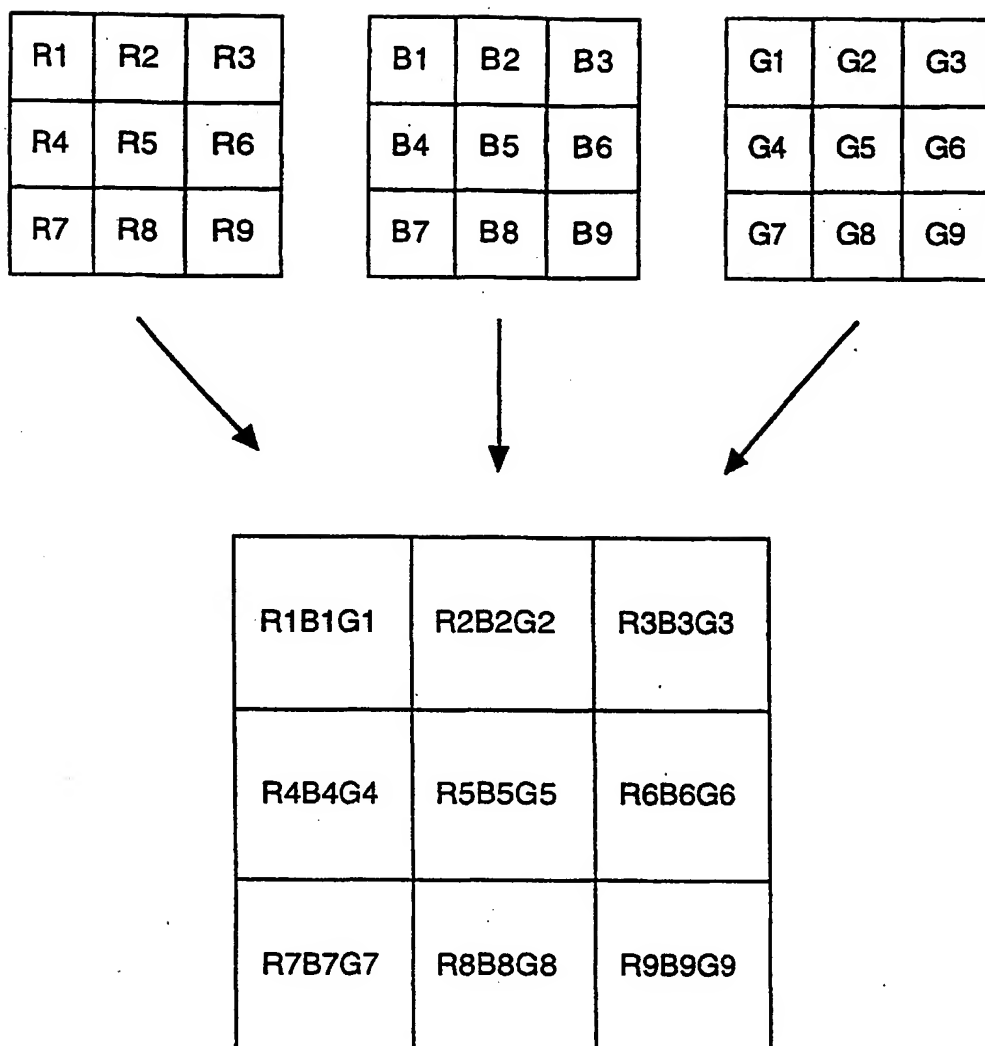 R1 R2 R3 B1 B2 B3 G1 G2 G3
R4 R5 R6 B4 B5 B6 G4 G5 G6
R7 R8 R9 B7 B8 B9 G7 G8 G9
R1B1G1 R2B2G2 R3B3G3
R4B4G4 R5B5G5 R6B6G6
R7B7G7 R8B8G8 R9B9G9